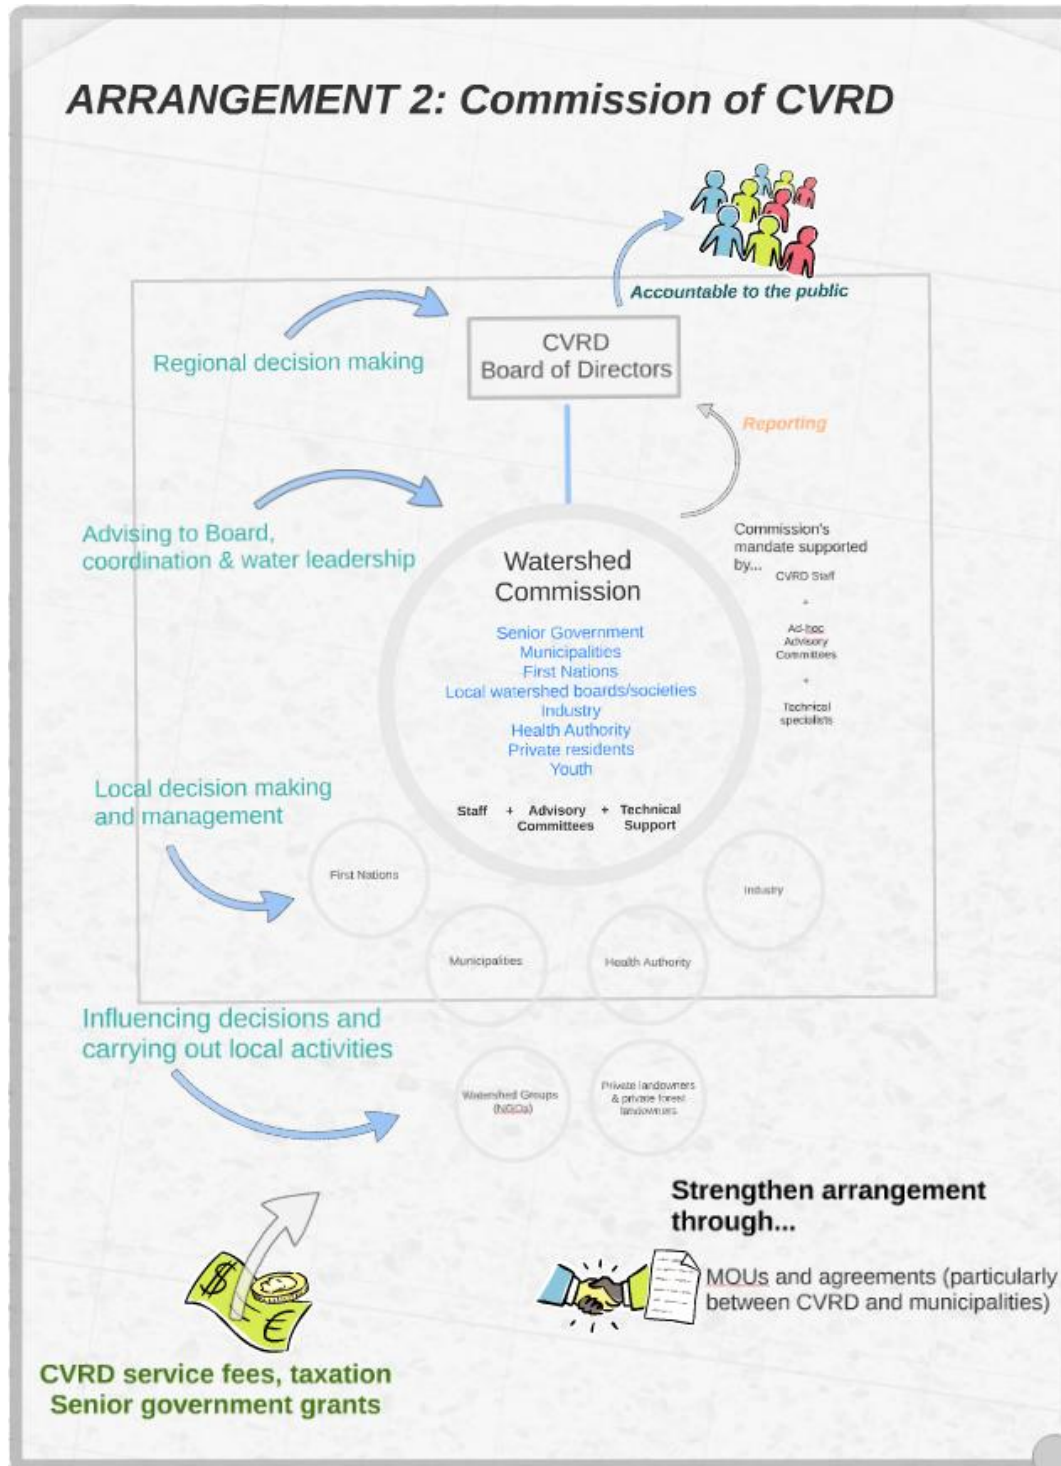 ARRANGEMENT 2: Commission of CVRD
Accountable to the public
Regional decision making
CVRD
Board of Directors
Reporting
Advising to Board,
coordination & water leadership
Commission's
mandate supported
by...
CVRD Staff
+
Ad-hoc
Advisory
Committees
+
Technical
specialists
Watershed
Commission
Senior Government
Municipalities
First Nations
Local watershed boards/societies
Industry
Health Authority
Private residents
Youth
Staff + Advisory + Technical
Committees Support
Local decision making
and management
First Nations
Industry
Municipalities
Health Authority
Influencing decisions and
carrying out local activities
Watershed Groups
(NGOs)
Private landowners
& private forest
landowners
Strengthen arrangement
through...
MOUs and agreements (particularly
between CVRD and municipalities)
$
€
CVRD service fees, taxation
Senior government grants